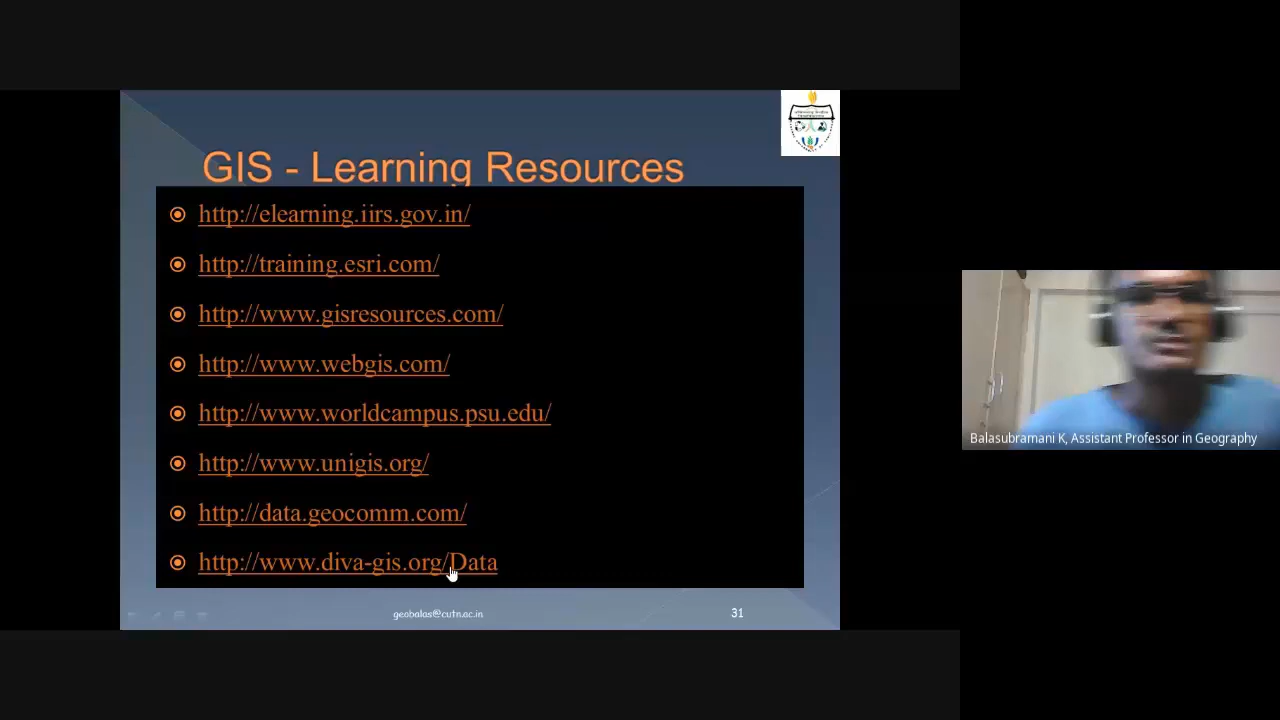 GIS - Learning Resources
http://elearning.iirs.gov.in/
http://training.esri.com/
http://www.gisresources.com/
http://www.webgis.com/
http://www.worldcampus.psu.edu/
http://www.unigis.org/
http://data.geocomm.com/
http://www.diva-gis.org/Data
geobalas@cutn.ac.in
31
Balasubramani K, Assistant Professor in Geography